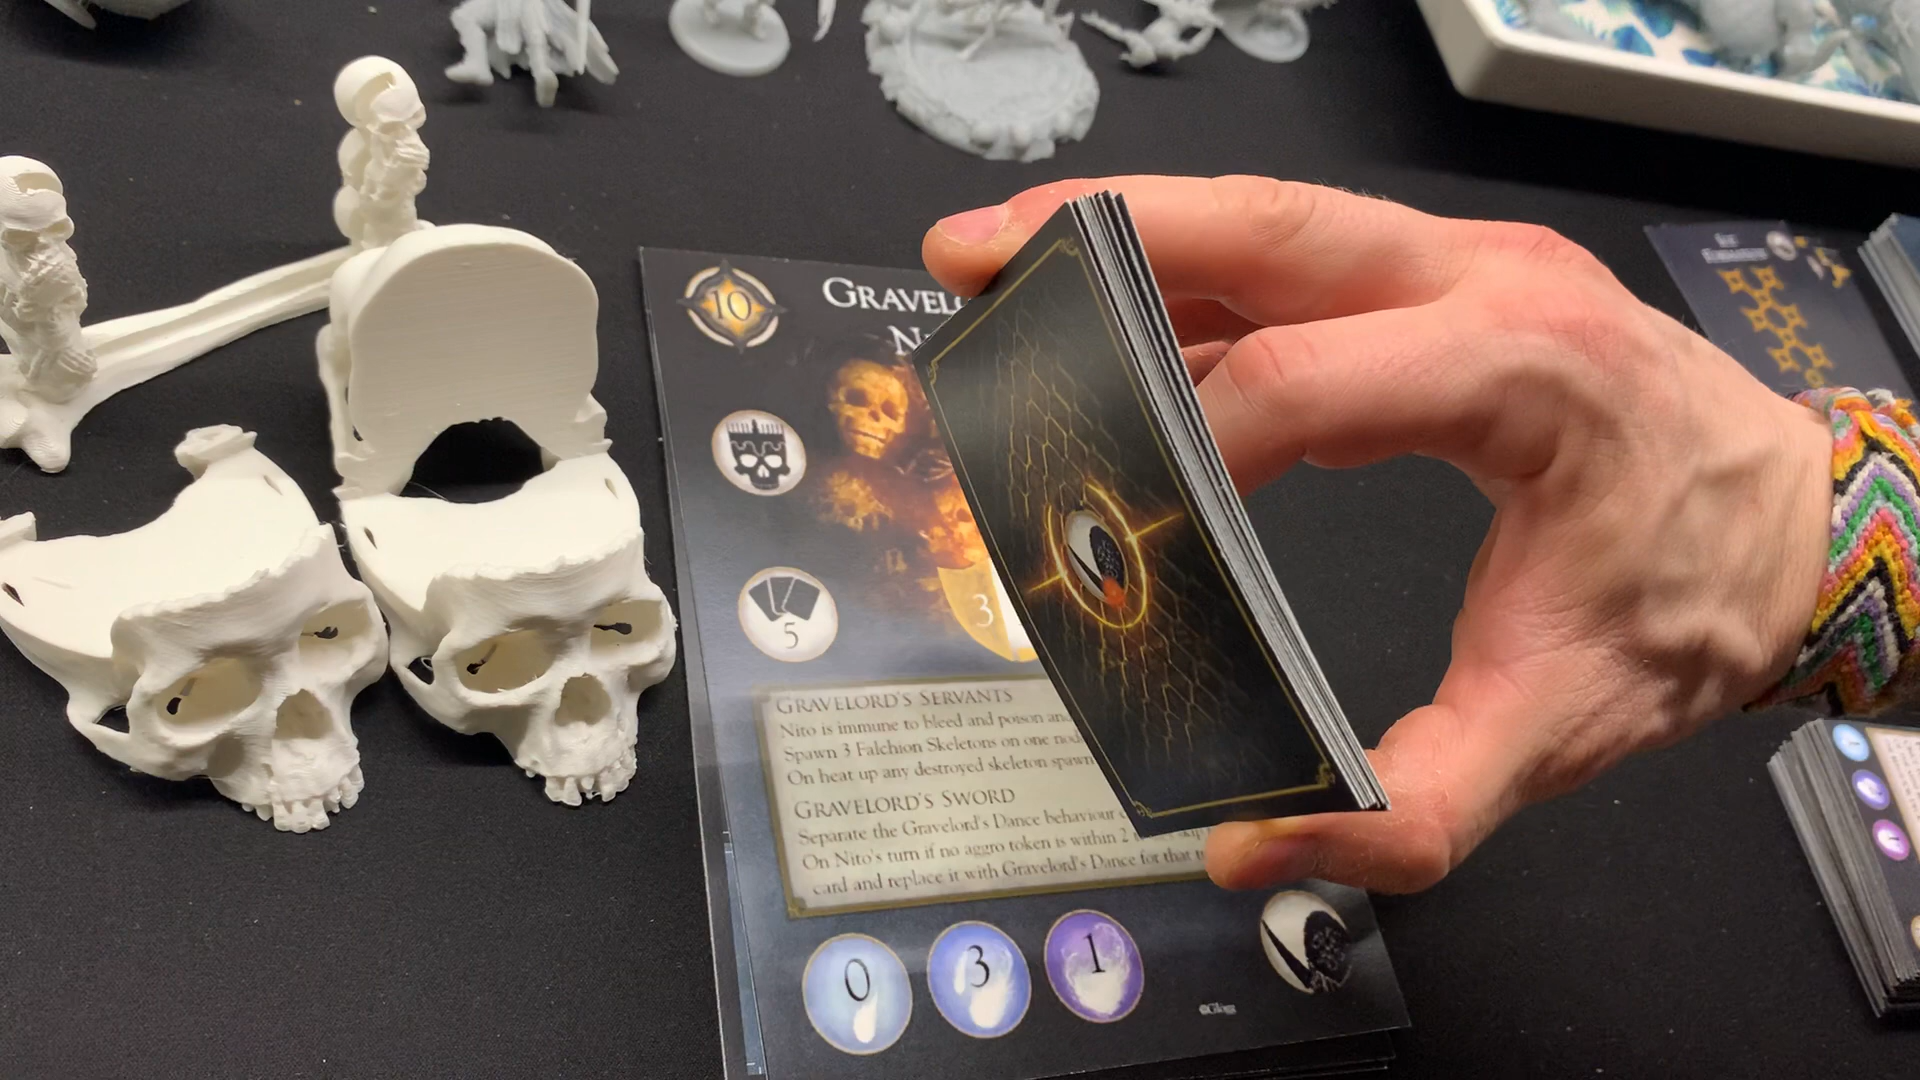 10
GRAVELO
N
5
3
GRAVELORD'S SERVANTS
Nito is immune to bleed and poison and
Spawn 3 Falchion Skeletons on one nod
On heat up any destroyed skeleton spawn
GRAVELORD'S SWORD
Separate the Gravelord's Dance behaviour
On Nito's turn if no aggro token is within 2
card and replace it with Gravelord's Dance for that tu
0
3
1